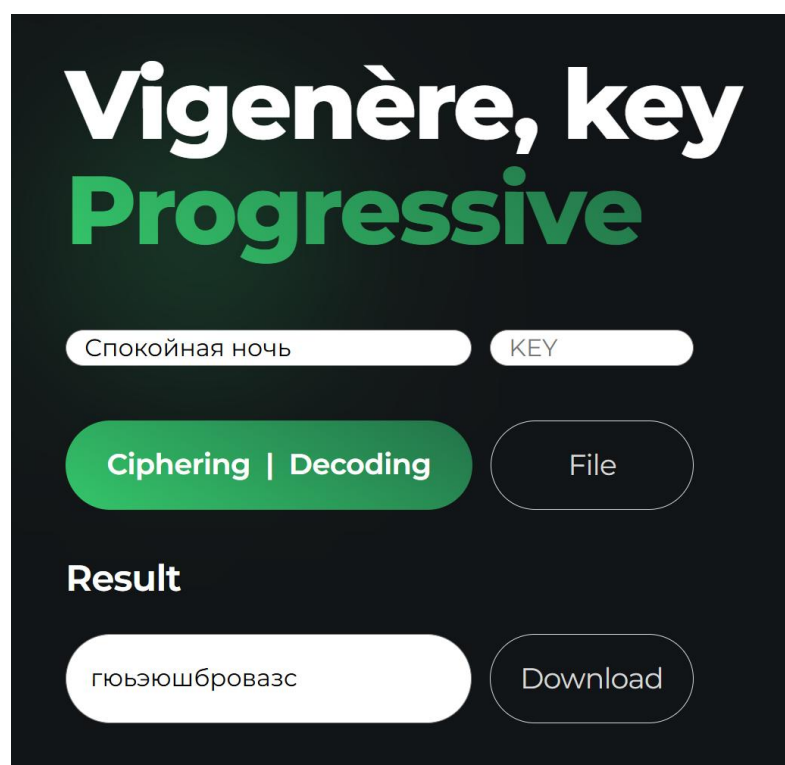 Vigenère, key
Progressive
Спокойная ночь KEY
Ciphering | Decoding File
Result
гюьэюшбровазс Download